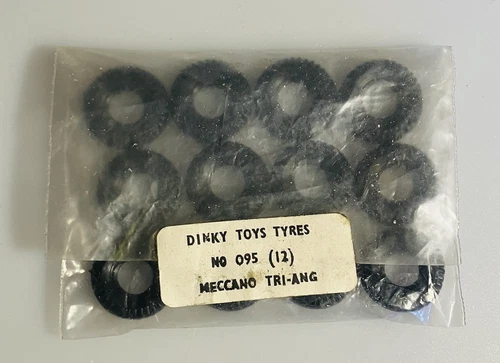 DINKY TOYS TYRES
NO 095 (12)
MECCANO TRI-ANG